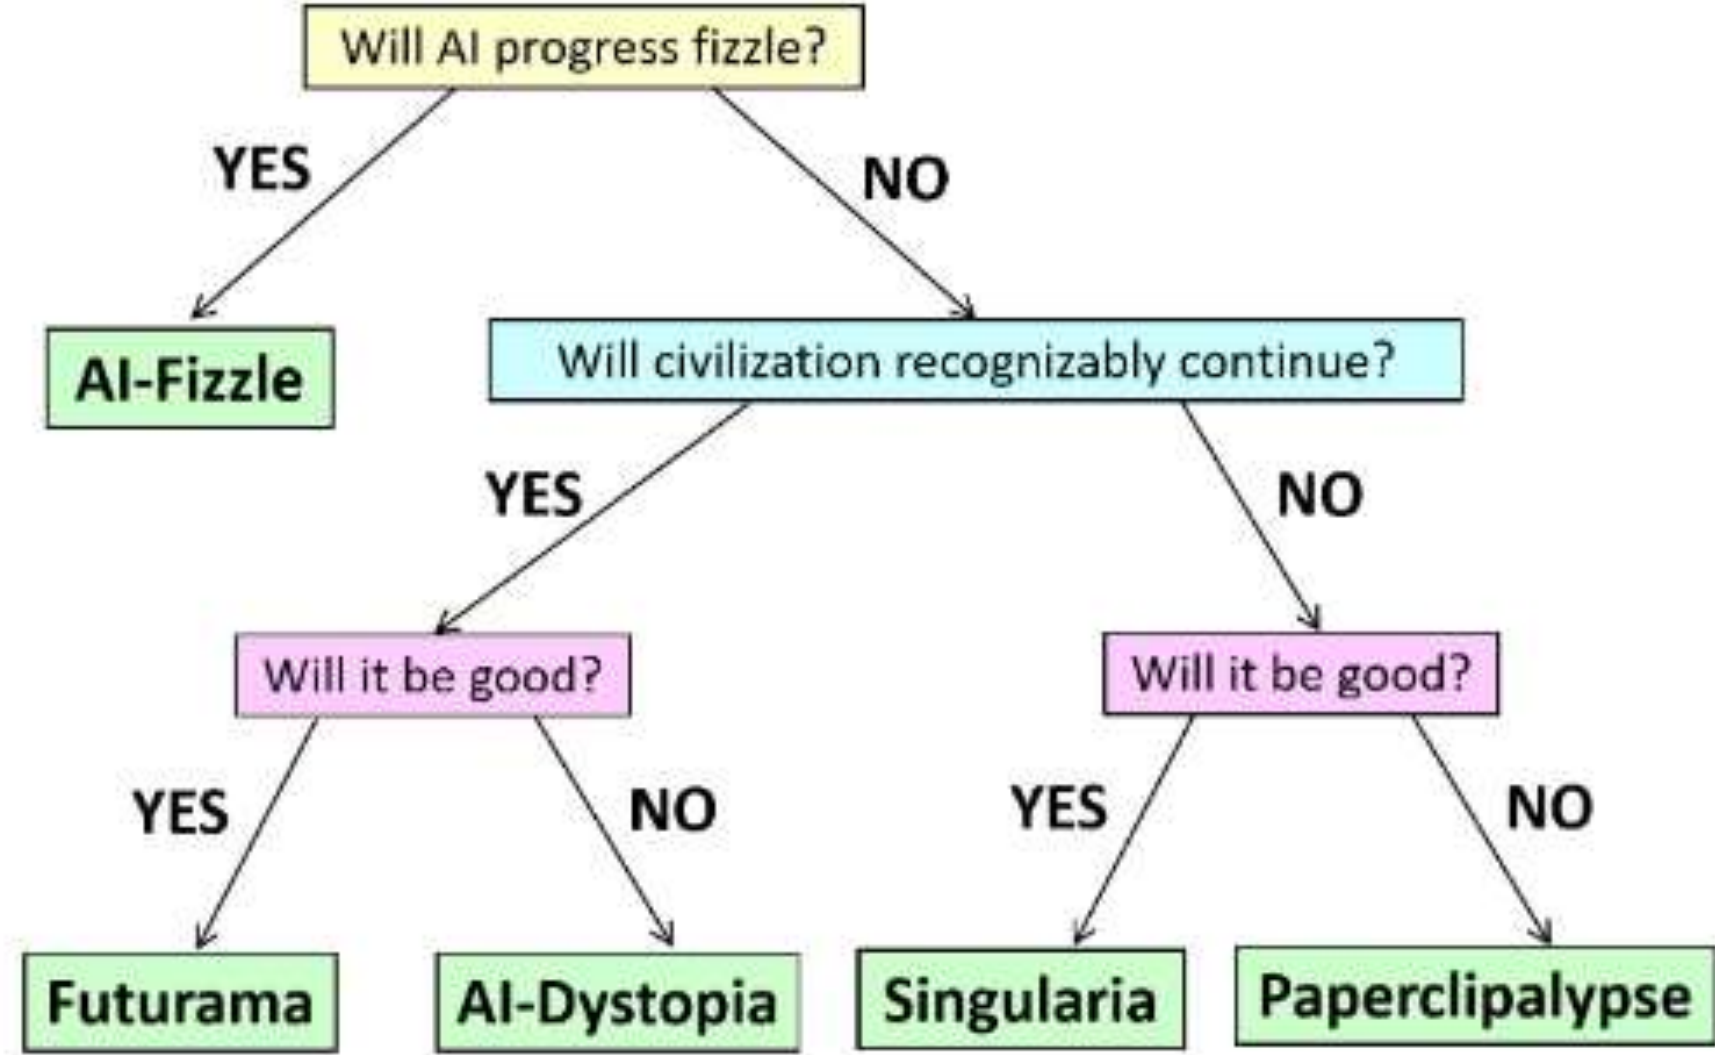 Will AI progress fizzle?
YES
NO
AI-Fizzle
Will civilization recognizably continue?
YES
NO
Will it be good?
Will it be good?
YES
NO
YES
NO
Futurama
AI-Dystopia
Singularia
Paperclipalypse